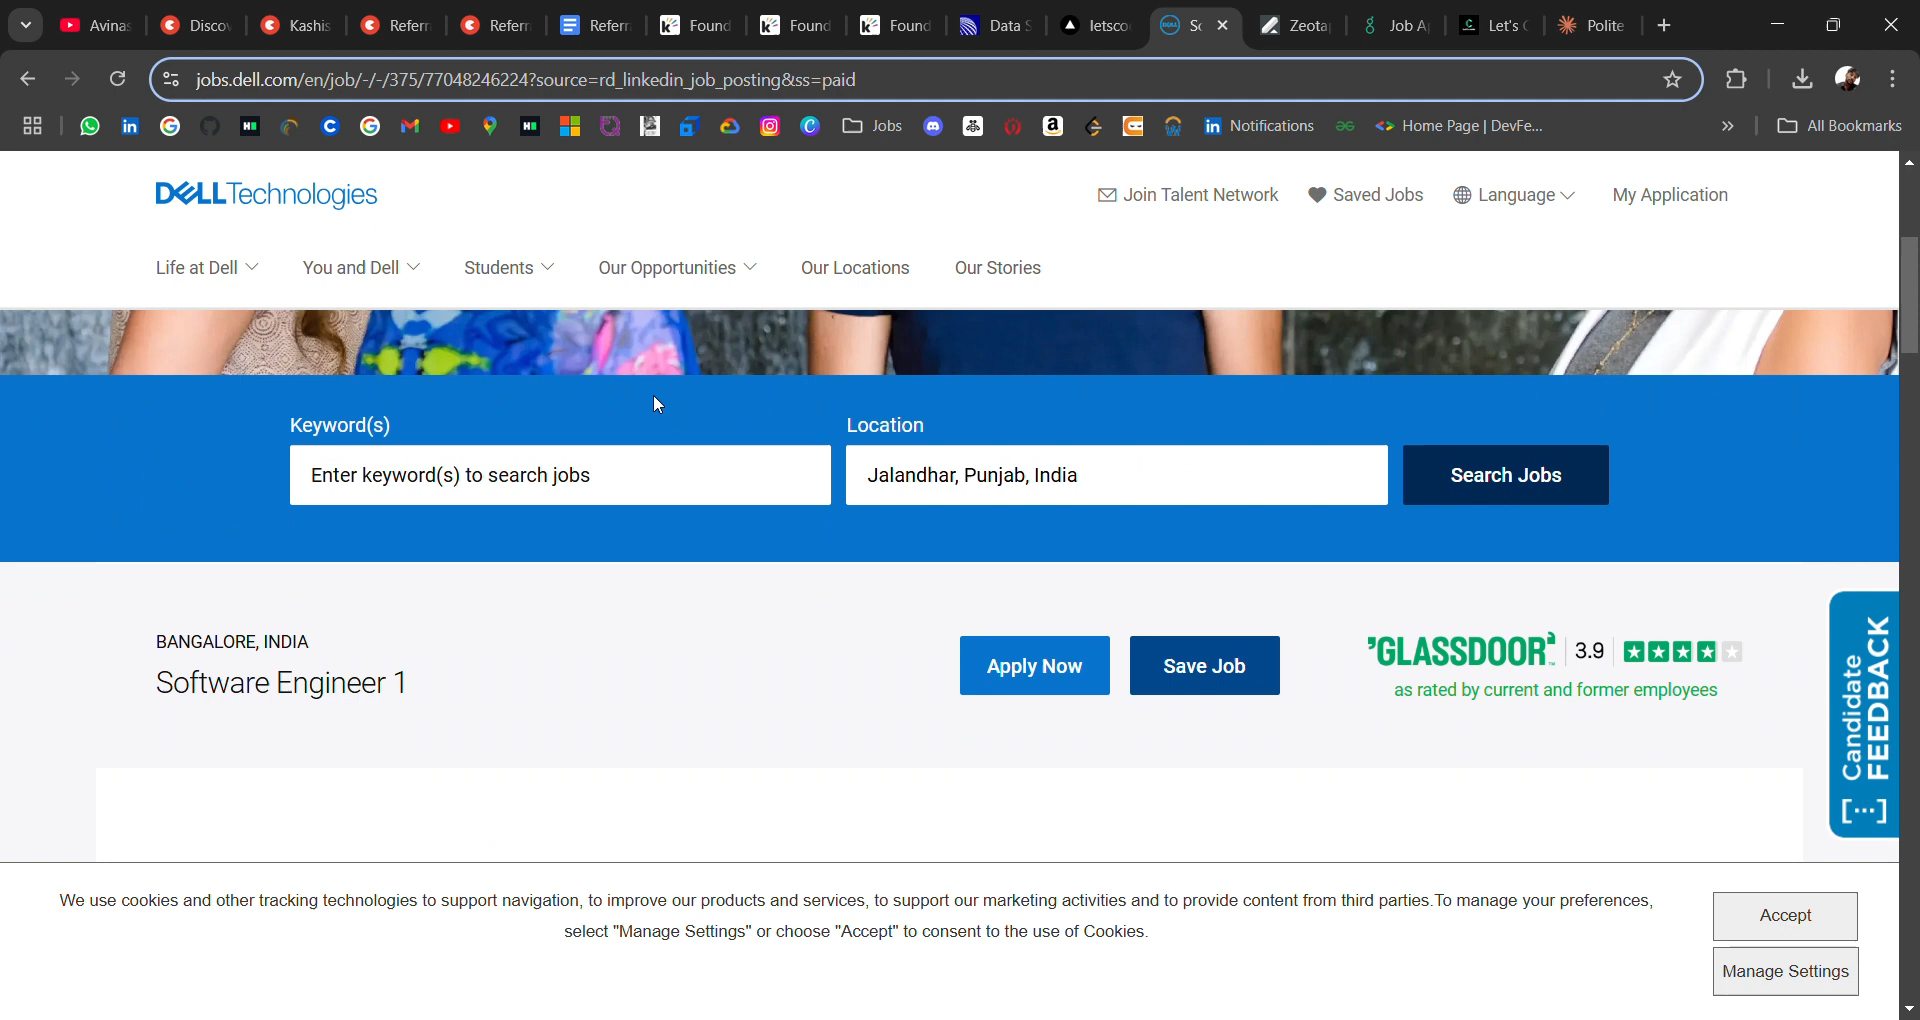 Avinas
Discov
Kashis
Referr
Referr
Referr
Found
Found
Found
Data S
letsco
Zeota
Job A
Let's
Polite
jobs.dell.com/en/job/-/-/375/77048246224?source=rd_linkedin_job_posting&ss=paid
Jobs
Notifications
Home Page | DevFe...
All Bookmarks
DELLTechnologies
Join Talent Network
Saved Jobs
Language
My Application
Life at Dell
You and Dell
Students
Our Opportunities
Our Locations
Our Stories
Keyword(s)
Location
Enter keyword(s) to search jobs
Jalandhar, Punjab, India
Search Jobs
BANGALORE, INDIA
Software Engineer 1
Apply Now
Save Job
"GLASSDOOR"
3.9
as rated by current and former employees
[...] Candidate
FEEDBACK
We use cookies and other tracking technologies to support navigation, to improve our products and services, to support our marketing activities and to provide content from third parties.To manage your preferences,
select "Manage Settings" or choose "Accept" to consent to the use of Cookies.
Accept
Manage Settings